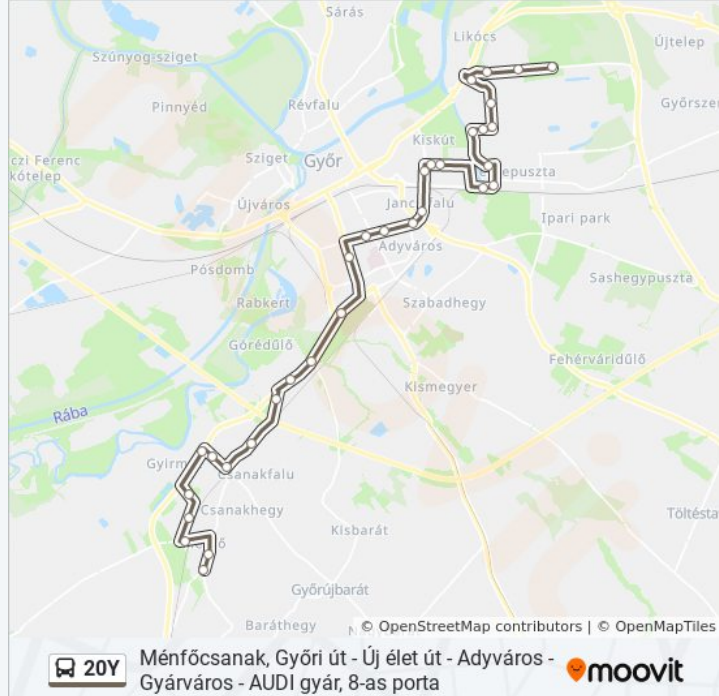 Sárás
Likócs
Szúnyog-sziget
Újtelep
Pinnyéd
Révfalu
Győrszer
czi Ferenc
kótelep
Kiskút
Sziget
Győr
epuszta
Újváros
Jancsifalu
Ipari park
Adyváros
Pósdomb
Sashegypuszta
Rabkert
Szabadhegy
Górédűlő
Fehérváridűlő
Kismegyer
Rába
Gyirm
Csanakfalu
Csanakhegy
Töltésta
Kisbarát
Győrújbarát
Baráthegy
© OpenStreetMap contributors | © OpenMapTiles
20Y
Ménfőcsanak, Győri út - Új élet út - Adyváros -
Gyárváros - AUDI gyár, 8-as porta
moovit